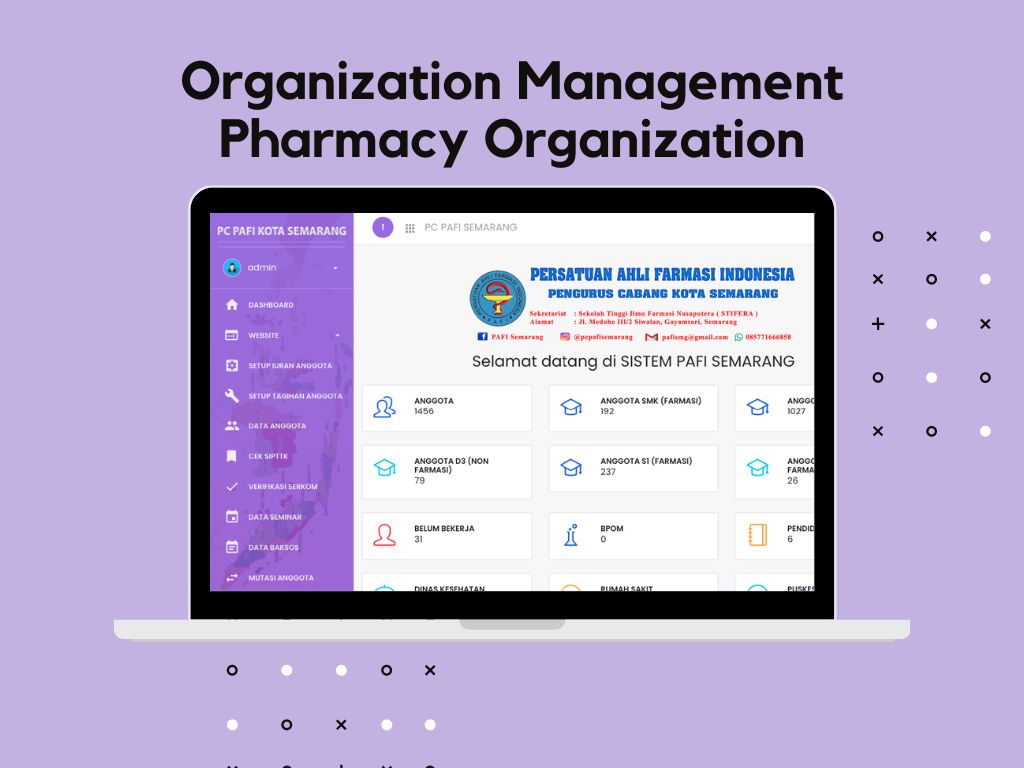 Organization Management
Pharmacy Organization
PC PAFI KOTA SEMARANG
admin
DASHBOARD
WEBSITE
SETUP IURAN ANGGOTA
SETUP TAGIHAN ANGGOTA
DATA ANGGOTA
CEK SIPTTK
VERIFIKASI SERKOM
DATA SEMINAR
DATA BAKSOS
MUTASI ANGGOTA
PC PAFI SEMARANG
PERSATUAN AHLI FARMASI INDONESIA
PENGURUS CABANG KOTA SEMARANG
Sekretariat : Sekolah Tinggi Ilmu Farmasi Nusaputera ( STIFERA )
Alamat : Jl. Medoho III/2 Siwalan, Gayamsari, Semarang
PAFI Semarang @pcpafisemarang pafismg@gmail.com 085771666858
Selamat datang di SISTEM PAFI SEMARANG
ANGGOTA
1456
ANGGOTA SMK (FARMASI)
192
ANGGO
1027
ANGGOTA D3 (NON
FARMASI)
79
ANGGOTA S1 (FARMASI)
237
ANGGO
FARMA
26
BELUM BEKERJA
31
BPOM
0
PENDID
6
DINAS KESEHATAN
RUMAH SAKIT
PUSKES